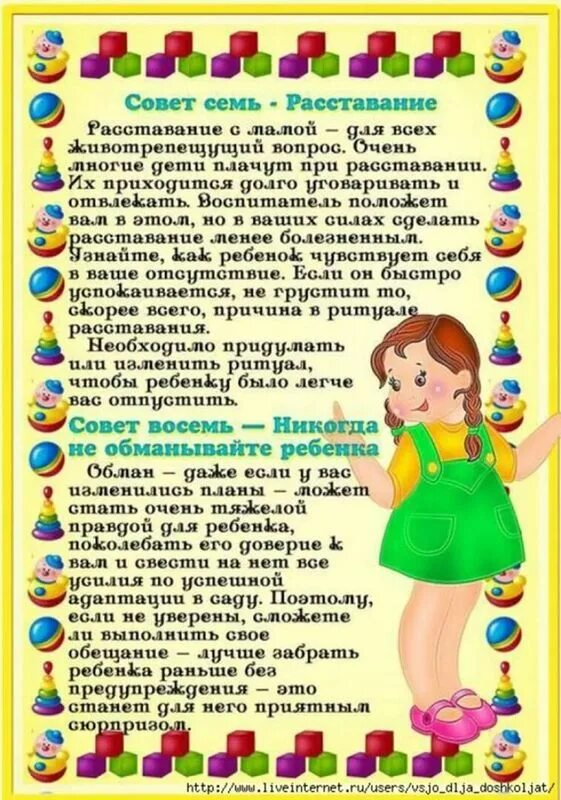 Совет семь - Расставание
Расставание с мамой – для всех
животрепещущий вопрос. Очень
многие дети плачут при расставании.
Их приходится долго уговаривать и
отвлекать. Воспитатель поможет
вам в этом, но в ваших силах сделать
расставание менее болезненным.
Узнайте, как ребенок чувствует себя
в ваше отсутствие. Если он быстро
успокаивается, не грустит то,
скорее всего, причина в ритуале
расставания.
Необходимо придумать
или изменить ритуал,
чтобы ребенку было легче
вас отпустить.
Совет восемь — Никогда
не обманывайте ребенка
Обман – даже если у вас
изменились планы – может
стать очень тяжелой
правдой для ребенка,
поколебать его доверие к
вам и свести на нет все
усилия по успешной
адаптации в саду. Поэтому,
если не уверены, сможете
ли выполнить свое
обещание – лучше забрать
ребенка раньше без
предупреждения – это
станет для него приятным
сюрпризом.
http://www.liveinternet.ru/users/vsjo_dlja_doshkoljat/